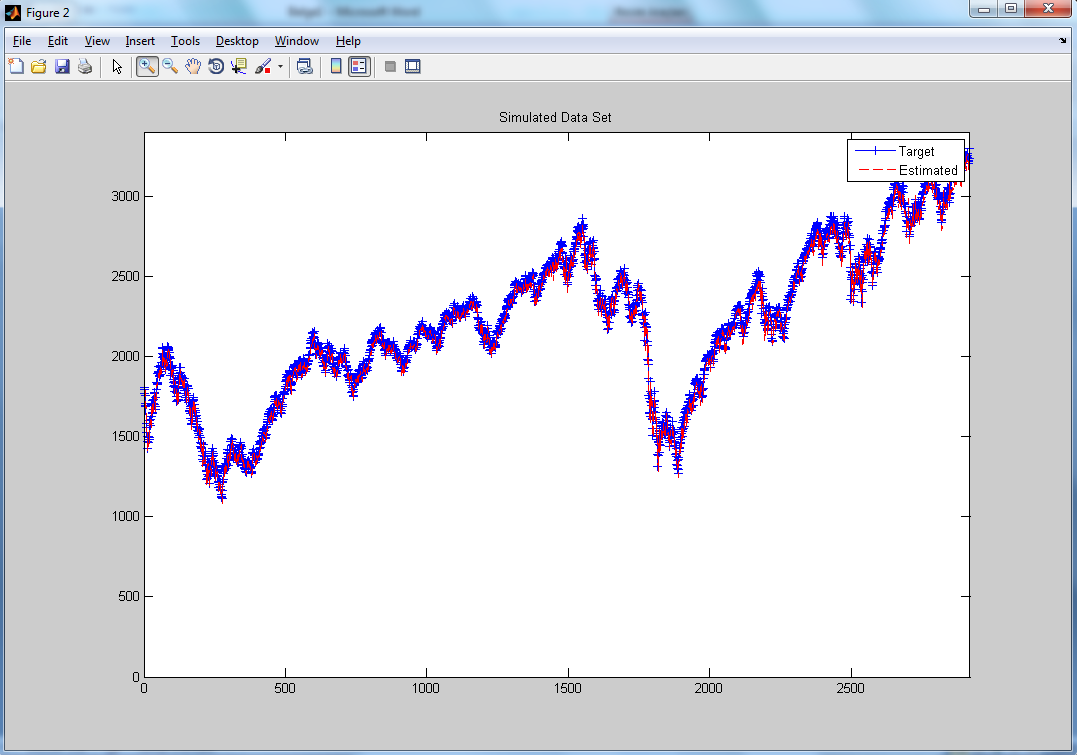 Figure 2
File Edit View Insert Tools Desktop Window Help
Simulated Data Set
Target
Estimated
3000
2500
2000
1500
1000
500
0
0 500 1000 1500 2000 2500